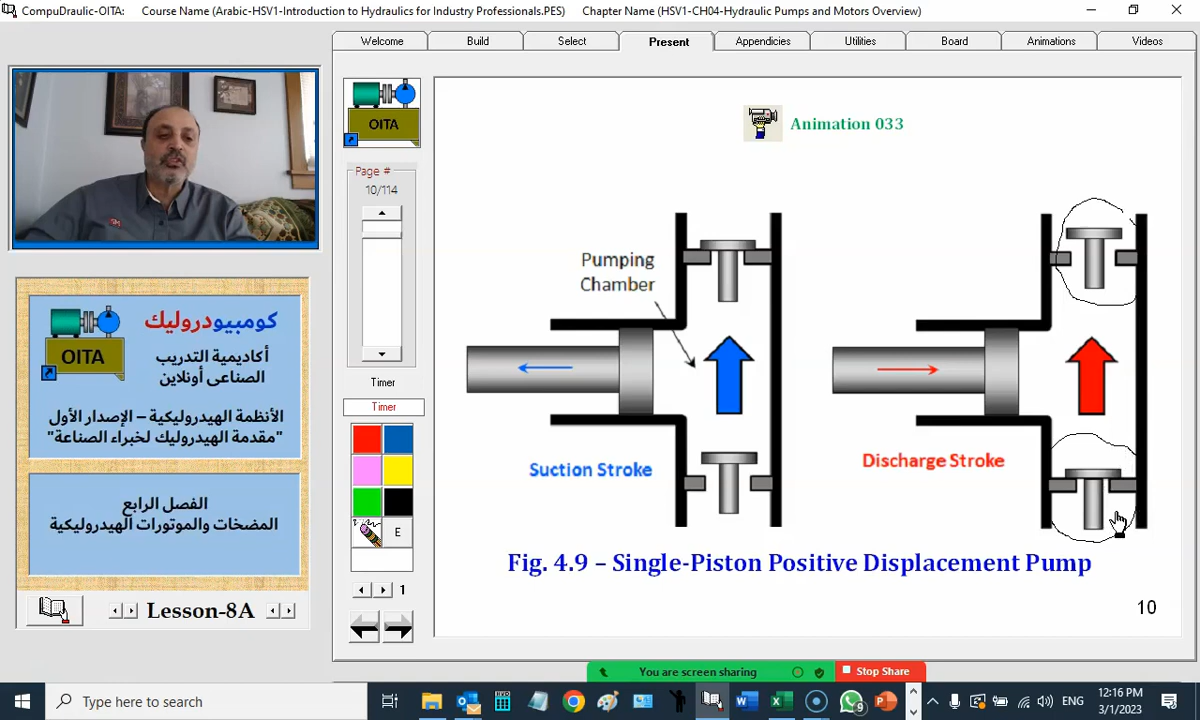 CompuDraulic-OITA: Course Name (Arabic-HSV1-Introduction to Hydraulics for Industry Professionals.PES) Chapter Name (HSV1-CH04-Hydraulic Pumps and Motors Overview)
Welcome Build Select Present Appendicies Utilities Board Animations Videos
OITA
Page #
10/114
Timer
Timer
E
1
Animation 033
Pumping
Chamber
Suction Stroke
Discharge Stroke
Fig. 4.9 – Single-Piston Positive Displacement Pump
10
كومبيودروليك
OITA
أكاديمية التدريب
الصناعى أونلاين
الأنظمة الهيدروليكية – الإصدار الأول
"مقدمة الهيدروليك لخبراء الصناعة"
الفصل الرابع
المضخات والموتورات الهيدروليكية
Lesson-8A
You are screen sharing
Stop Share
Type here to search
9
ENG
12:16 PM
3/1/2023